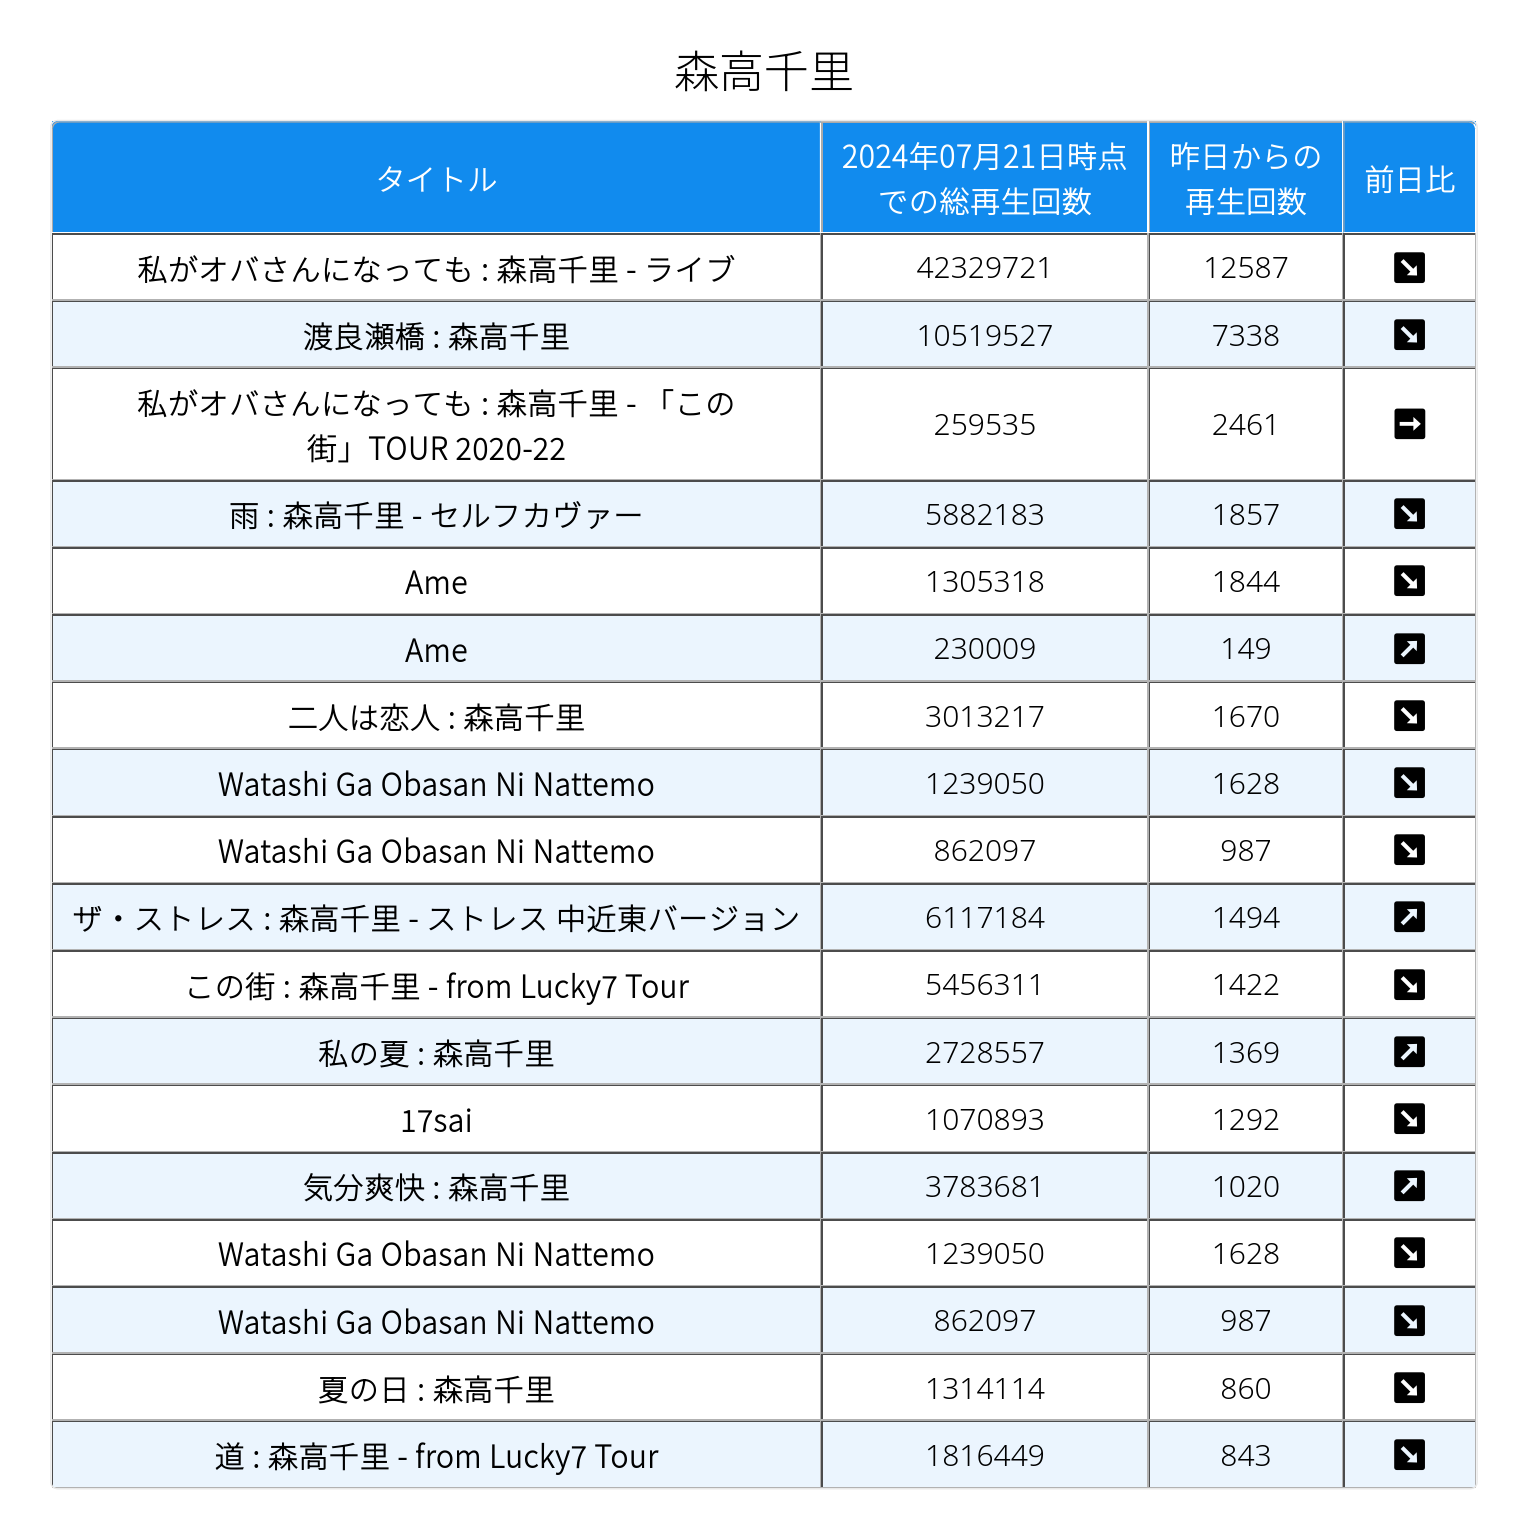 森高千里
タイトル
2024年07月21日時点
での総再生回数
昨日からの
再生回数
前日比
私がオバさんになっても : 森高千里 - ライブ 42329721 12587
渡良瀬橋 : 森高千里 10519527 7338
私がオバさんになっても : 森高千里 - 「この
街」TOUR 2020-22 259535 2461
雨 : 森高千里 - セルフカヴァー 5882183 1857
Ame 1305318 1844
Ame 230009 149
二人は恋人 : 森高千里 3013217 1670
Watashi Ga Obasan Ni Nattemo 1239050 1628
Watashi Ga Obasan Ni Nattemo 862097 987
ザ・ストレス : 森高千里 - ストレス 中近東バージョン 6117184 1494
この街 : 森高千里 - from Lucky7 Tour 5456311 1422
私の夏 : 森高千里 2728557 1369
17sai 1070893 1292
気分爽快 : 森高千里 3783681 1020
Watashi Ga Obasan Ni Nattemo 1239050 1628
Watashi Ga Obasan Ni Nattemo 862097 987
夏の日 : 森高千里 1314114 860
道 : 森高千里 - from Lucky7 Tour 1816449 843